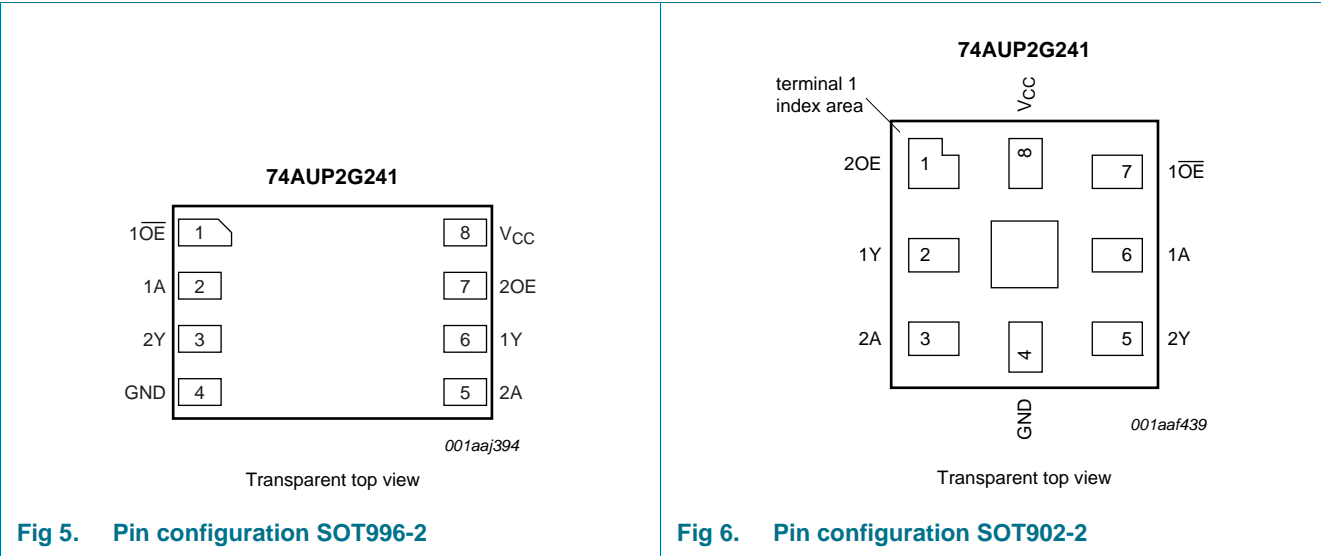 74AUP2G241
1O̅E̅ 1 8 VCC
1A 2 7 2OE
2Y 3 6 1Y
GND 4 5 2A
001aaj394
Transparent top view
Fig 5. Pin configuration SOT996-2
74AUP2G241
terminal 1
index area
VCC
2OE 1 8 7 1O̅E̅
1Y 2 6 1A
2A 3 4 5 2Y
GND
001aaf439
Transparent top view
Fig 6. Pin configuration SOT902-2